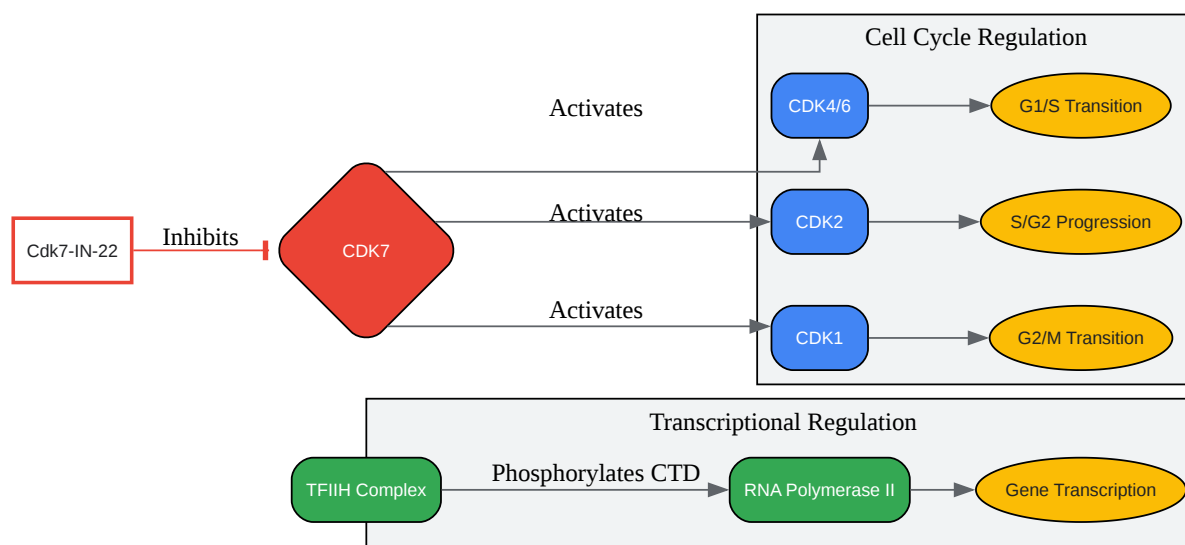 Cell Cycle Regulation
Activates
CDK4/6
G1/S Transition
Activates
CDK2
S/G2 Progression
Inhibits
Cdk7-IN-22
CDK7
Activates
CDK1
G2/M Transition
Transcriptional Regulation
Phosphorylates CTD
TFIIH Complex
RNA Polymerase II
Gene Transcription